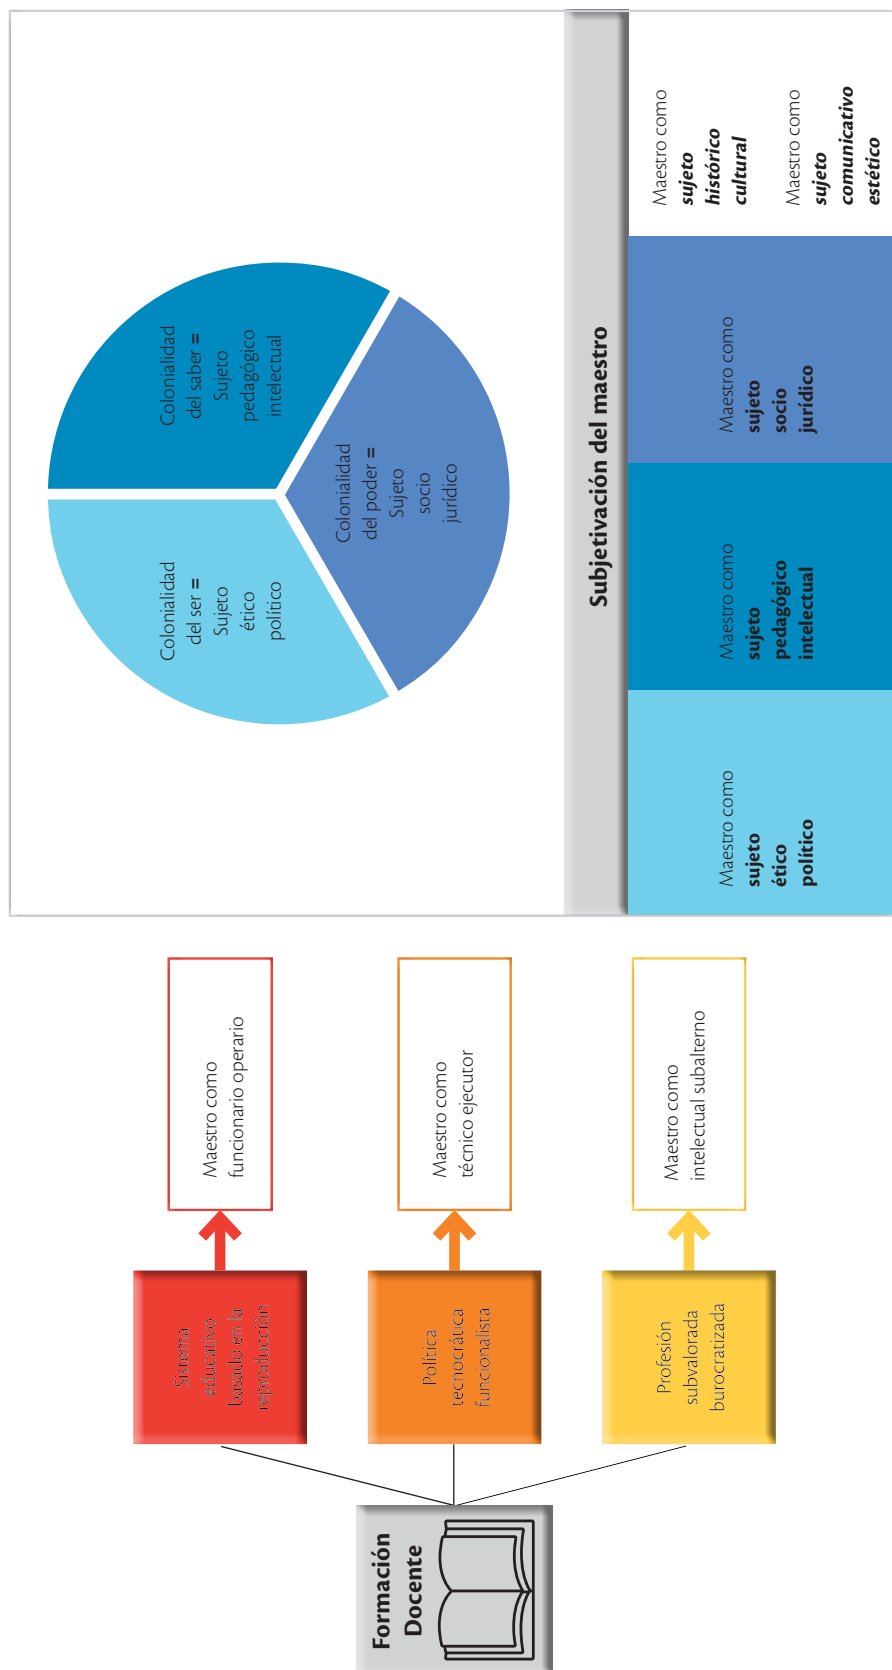 Formación
Docente
Sistema
educativo
basado en la
reproducción
Maestro como
funcionario operario
Política
tecnocrática
funcionalista
Maestro como
técnico ejecutor
Profesión
subvalorada
burocratizada
Maestro como
intelectual subalterno
Colonialidad
del ser =
Sujeto
ético
político
Colonialidad
del saber =
Sujeto
pedagógico
intelectual
Colonialidad
del poder =
Sujeto
socio
jurídico
Subjetivación del maestro
Maestro como
sujeto
ético
político
Maestro como
sujeto
pedagógico
intelectual
Maestro como
sujeto
socio
jurídico
Maestro como
sujeto
histórico
cultural
Maestro como
sujeto
comunicativo
estético